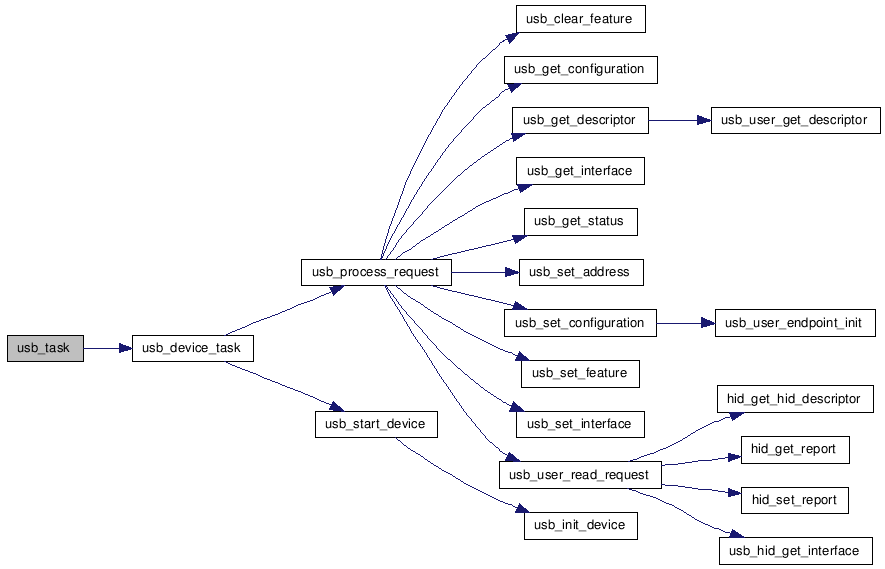 usb_clear_feature
usb_get_configuration
usb_get_descriptor
usb_user_get_descriptor
usb_get_interface
usb_get_status
usb_process_request
usb_set_address
usb_set_configuration
usb_user_endpoint_init
usb_task
usb_device_task
usb_set_feature
hid_get_hid_descriptor
usb_start_device
usb_set_interface
hid_get_report
usb_user_read_request
hid_set_report
usb_init_device
usb_hid_get_interface